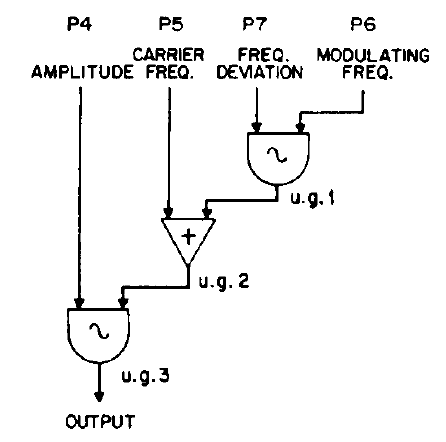 P4 P5 P7 P6
CARRIER FREQ. MODULATING
AMPLITUDE FREQ. DEVIATION FREQ.
u.g.1
+
u.g.2
u.g.3
OUTPUT